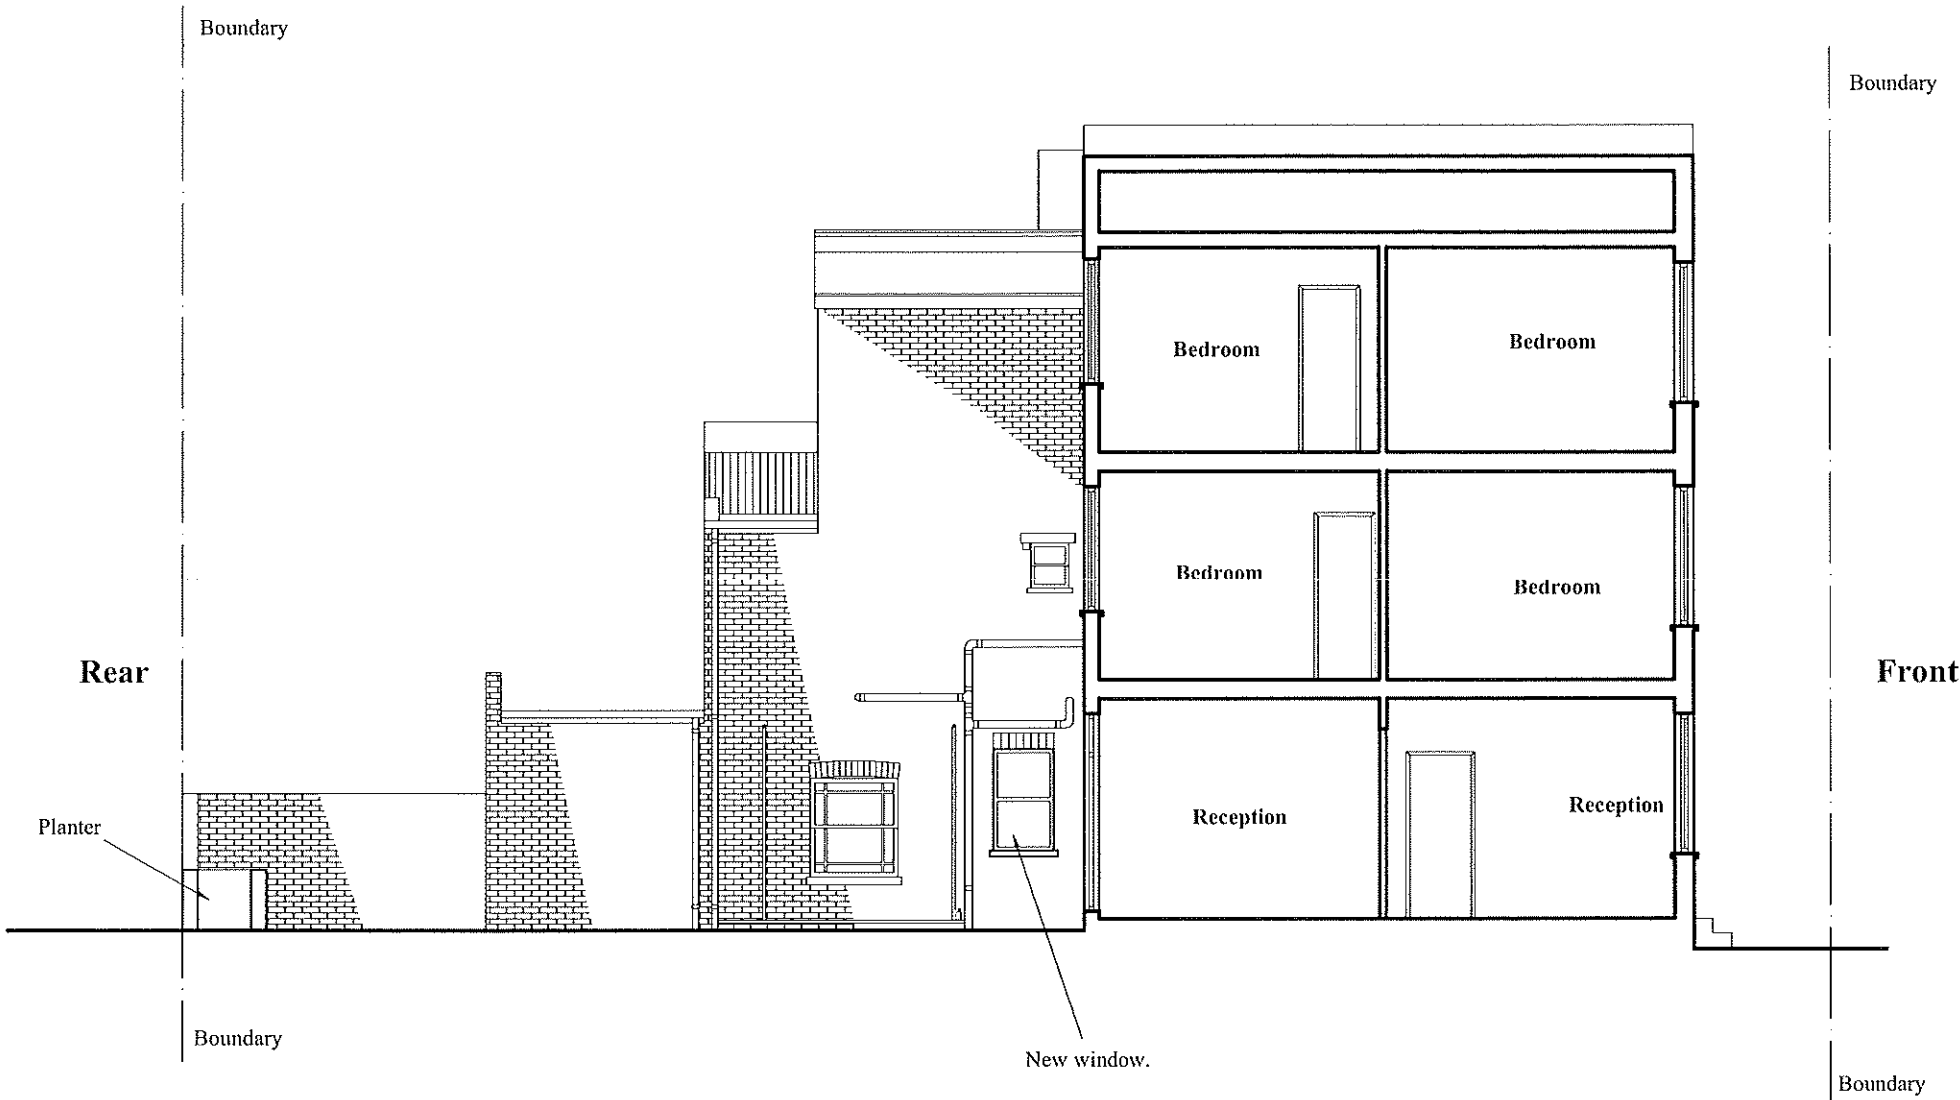 Boundary
Boundary
Bedroom
Bedroom
Bedroom
Bedroom
Rear
Front
Reception
Reception
Planter
Boundary
New window.
Boundary